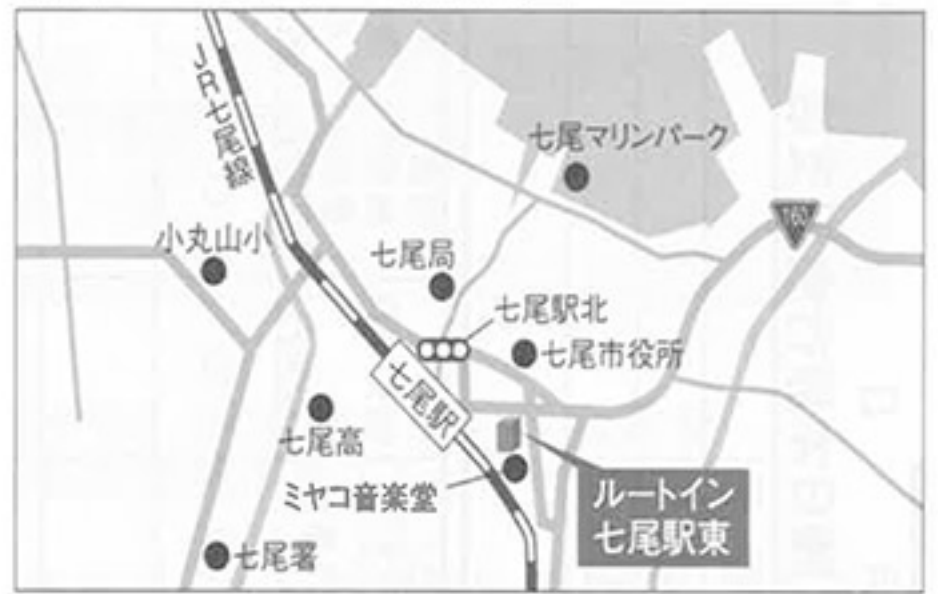 JR七尾線
七尾マリンパーク
160
小丸山小
七尾局
七尾駅北
七尾市役所
七尾駅
七尾高
ミヤコ音楽堂
ルートイン
七尾駅東
七尾署